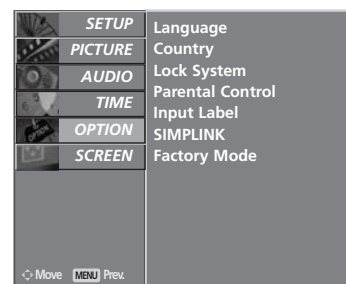 SETUP
PICTURE
AUDIO
TIME
OPTION
SCREEN
Language
Country
Lock System
Parental Control
Input Label
SIMPLINK
Factory Mode
Move MENU Prev.